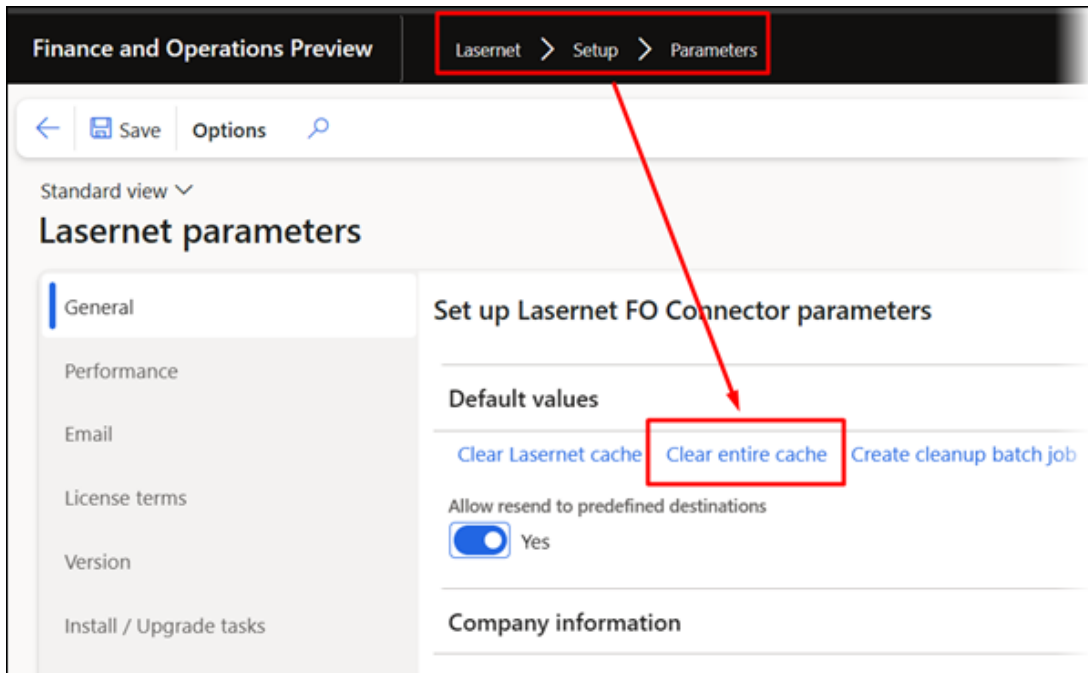 Finance and Operations Preview
Lasernet > Setup > Parameters
Save Options
Standard view
Lasernet parameters
General
Performance
Email
License terms
Version
Install / Upgrade tasks
Set up Lasernet FO Connector parameters
Default values
Clear Lasernet cache Clear entire cache Create cleanup batch job
Allow resend to predefined destinations
Yes
Company information